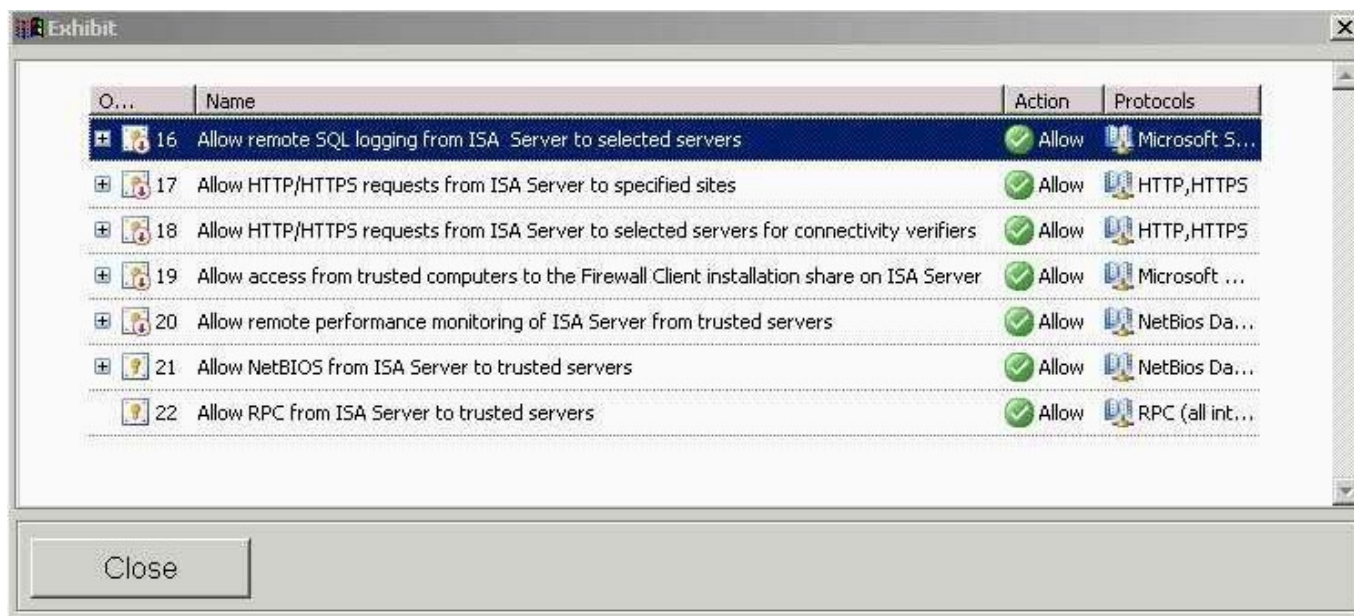 Exhibit
O... Name Action Protocols
16 Allow remote SQL logging from ISA Server to selected servers Allow Microsoft S...
17 Allow HTTP/HTTPS requests from ISA Server to specified sites Allow HTTP,HTTPS
18 Allow HTTP/HTTPS requests from ISA Server to selected servers for connectivity verifiers Allow HTTP,HTTPS
19 Allow access from trusted computers to the Firewall Client installation share on ISA Server Allow Microsoft ...
20 Allow remote performance monitoring of ISA Server from trusted servers Allow NetBios Da...
21 Allow NetBIOS from ISA Server to trusted servers Allow NetBios Da...
22 Allow RPC from ISA Server to trusted servers Allow RPC (all int...
Close